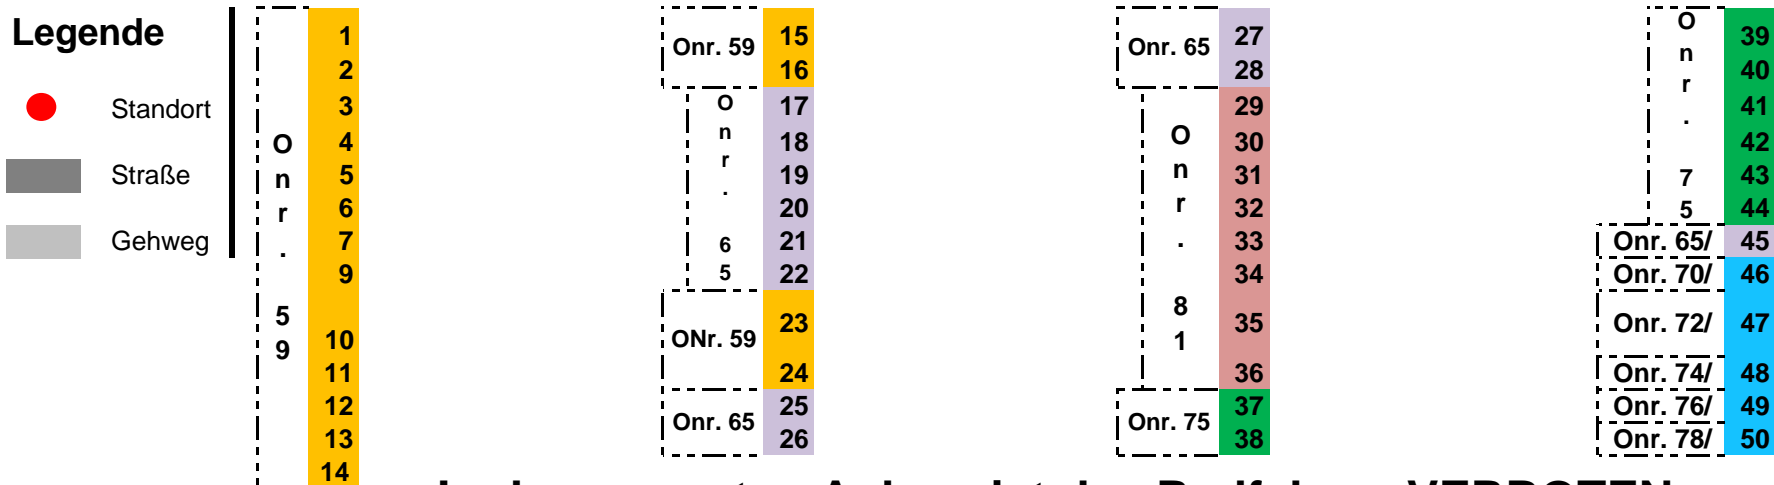 Legende
Standort
Straße
Gehweg
Onr. 59
1
2
3
4
5
6
7
9
10
11
12
13
14
Onr. 59
15
16
Onr. 65
17
18
19
20
21
22
ONr. 59
23
24
Onr. 65
25
26
Onr. 65
27
28
Onr. 81
29
30
31
32
33
34
35
36
Onr. 75
37
38
Onr. 75
39
40
41
42
43
44
Onr. 65/ 45
Onr. 70/ 46
Onr. 72/ 47
Onr. 74/ 48
Onr. 76/ 49
Onr. 78/ 50